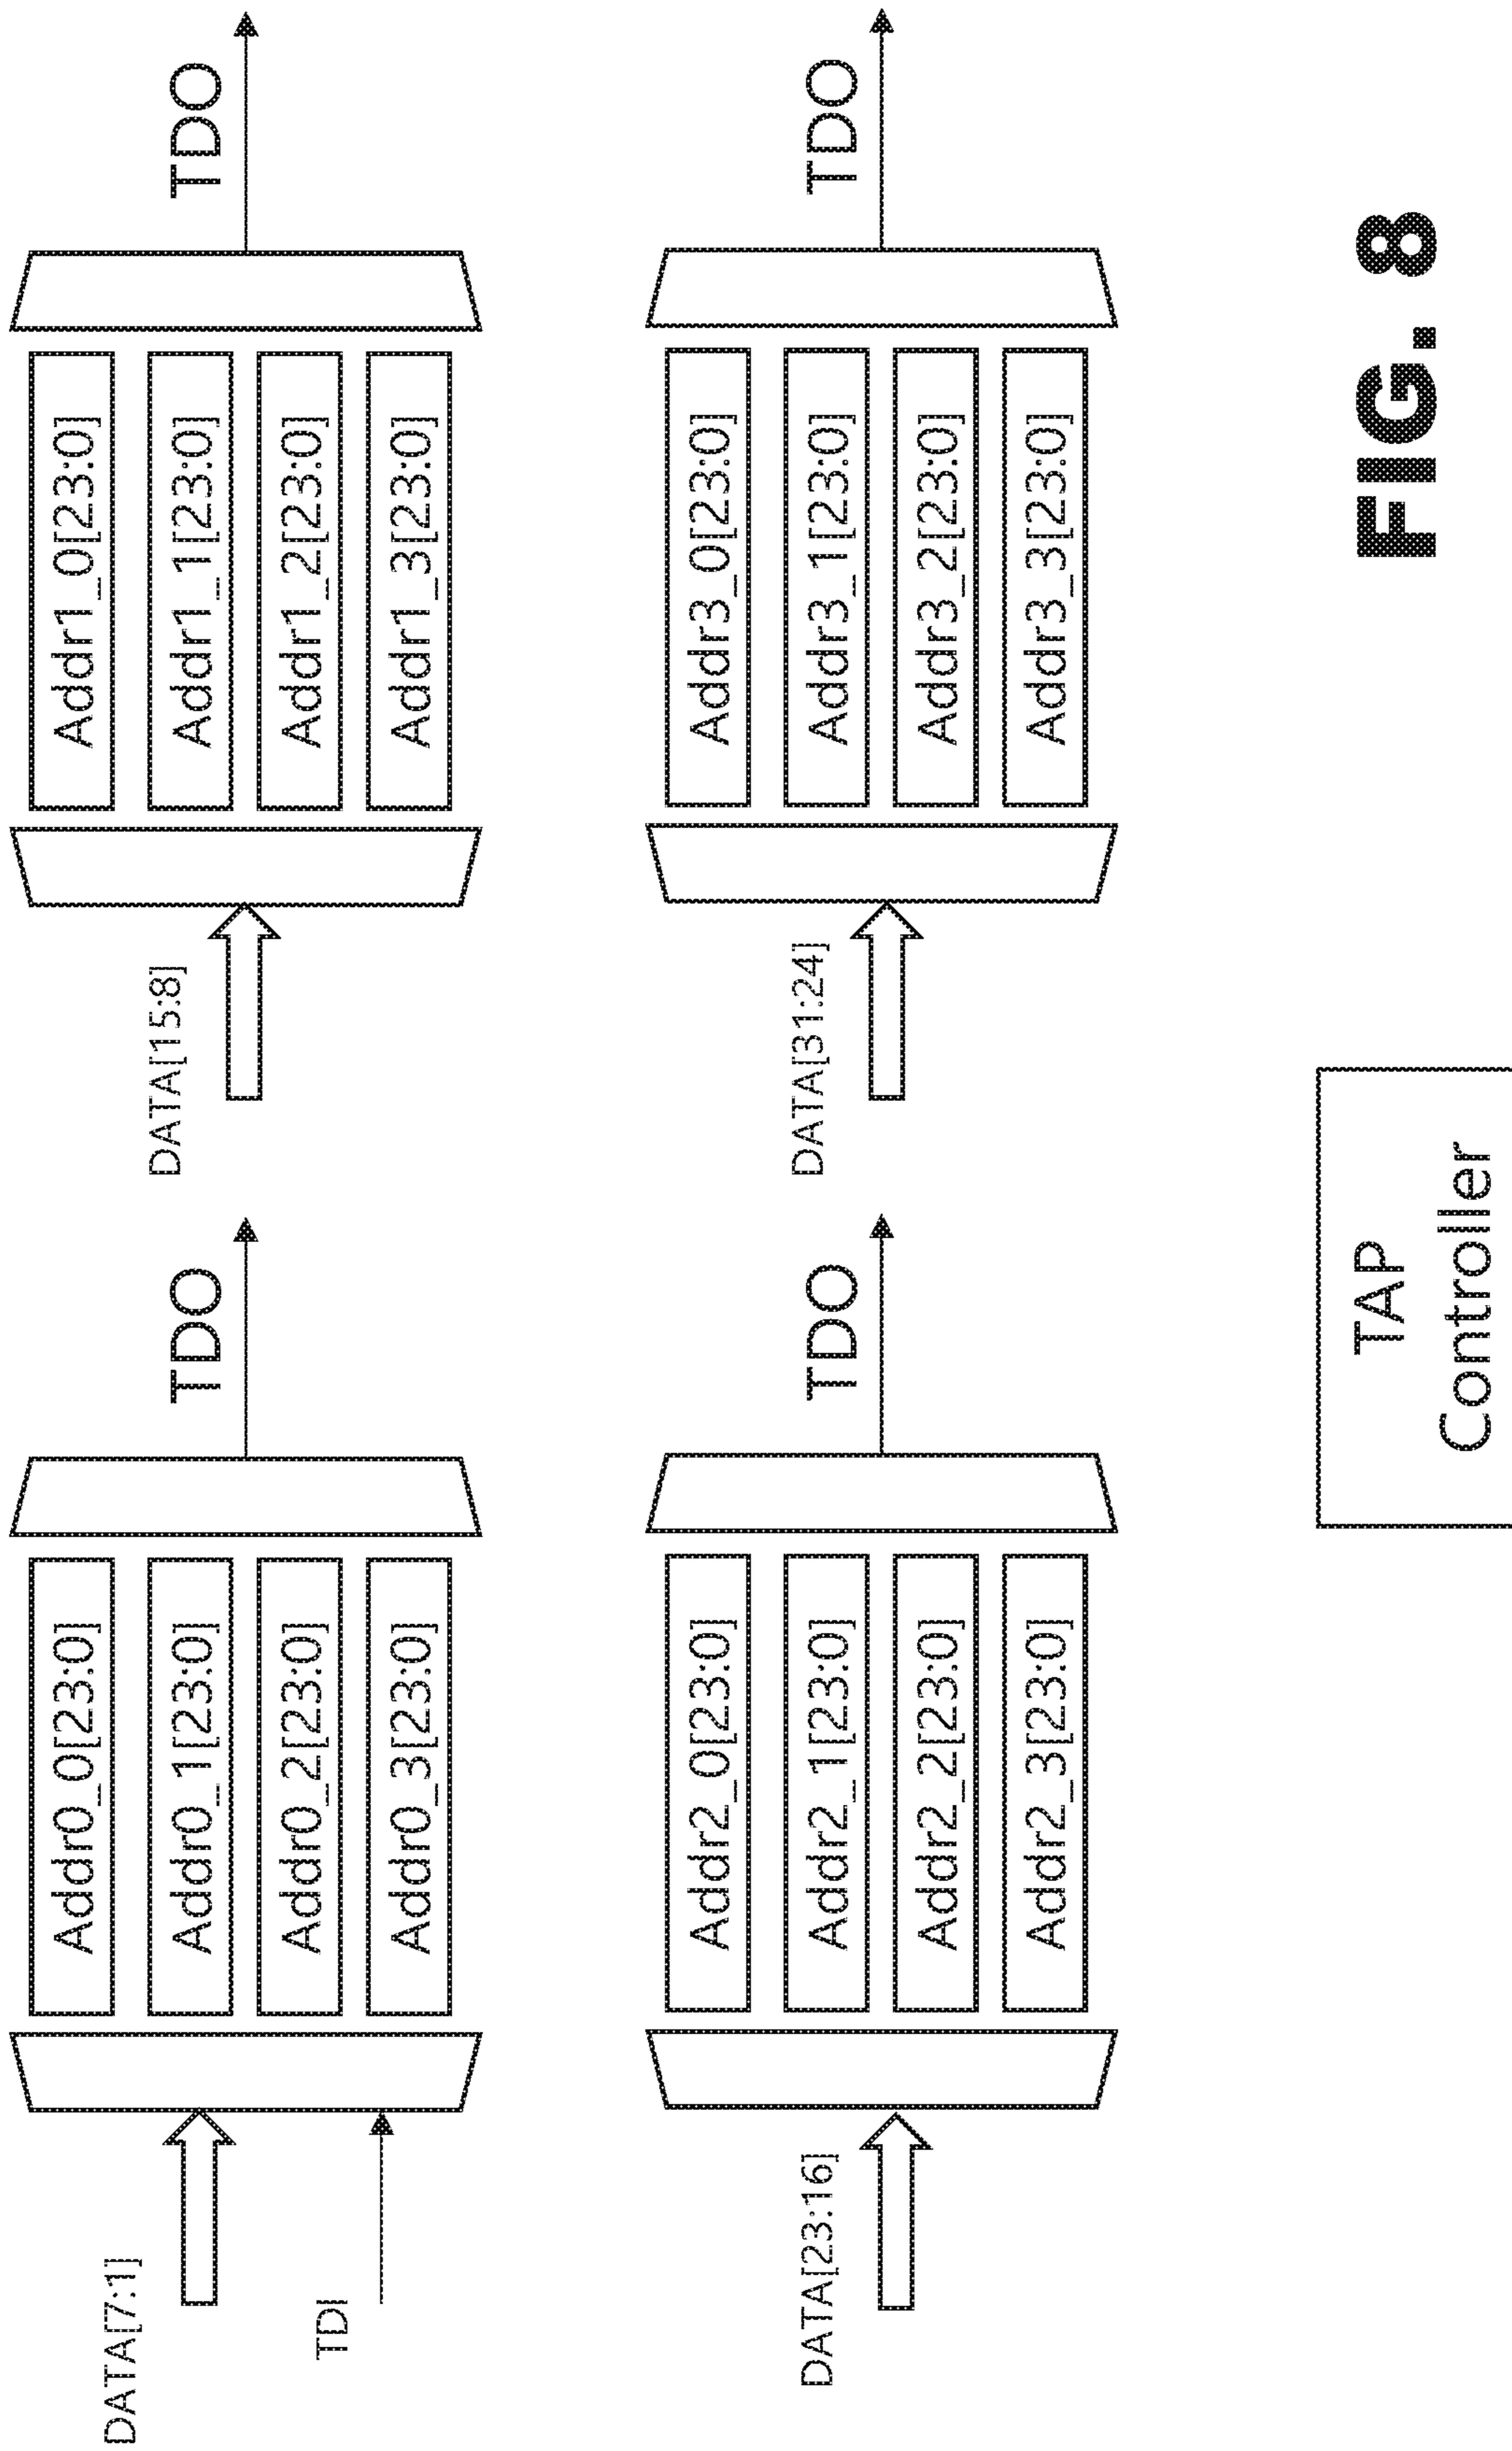 DATA[7:1]
TDI
Addr0_0[23:0]
Addr0_1[23:0]
Addr0_2[23:0]
Addr0_3[23:0]
TDO
DATA[15:8]
Addr1_0[23:0]
Addr1_1[23:0]
Addr1_2[23:0]
Addr1_3[23:0]
TDO
DATA[23:16]
Addr2_0[23:0]
Addr2_1[23:0]
Addr2_2[23:0]
Addr2_3[23:0]
TDO
DATA[31:24]
Addr3_0[23:0]
Addr3_1[23:0]
Addr3_2[23:0]
Addr3_3[23:0]
TDO
TAP
Controller
FIG. 8